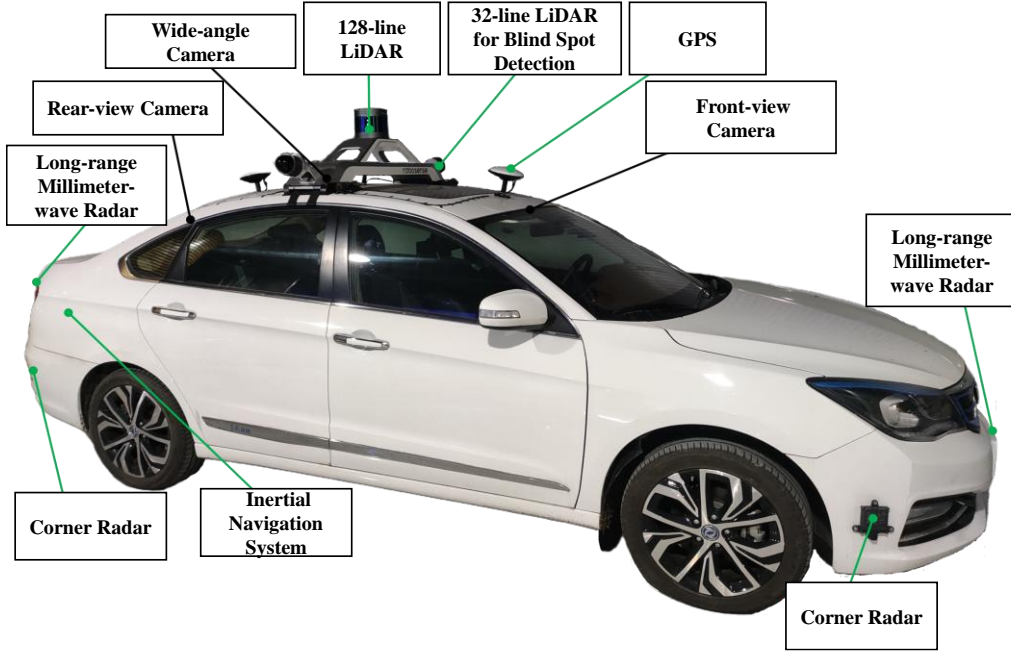 Wide-angle
Camera
128-line
LiDAR
32-line LiDAR
for Blind Spot
Detection
GPS
Rear-view Camera
Front-view
Camera
Long-range
Millimeter-
wave Radar
Long-range
Millimeter-
wave Radar
Corner Radar
Inertial
Navigation
System
Corner Radar